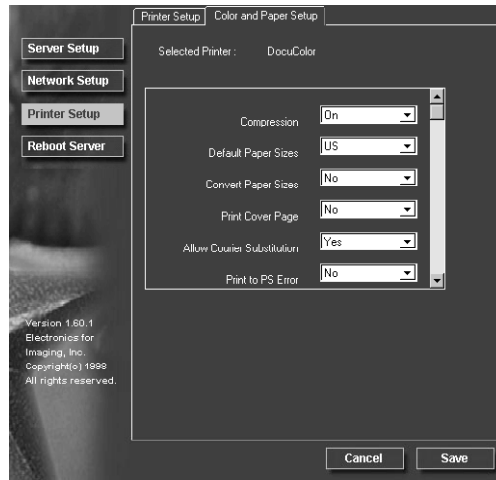 Printer Setup
Color and Paper Setup
Server Setup
Network Setup
Printer Setup
Reboot Server
Selected Printer : DocuColor
Compression On
Default Paper Sizes US
Convert Paper Sizes No
Print Cover Page No
Allow Courier Substitution Yes
Print to PS Error No
Version 1.60.1
Electronics for
Imaging, Inc.
Copyright(c) 1998
All rights reserved.
Cancel
Save